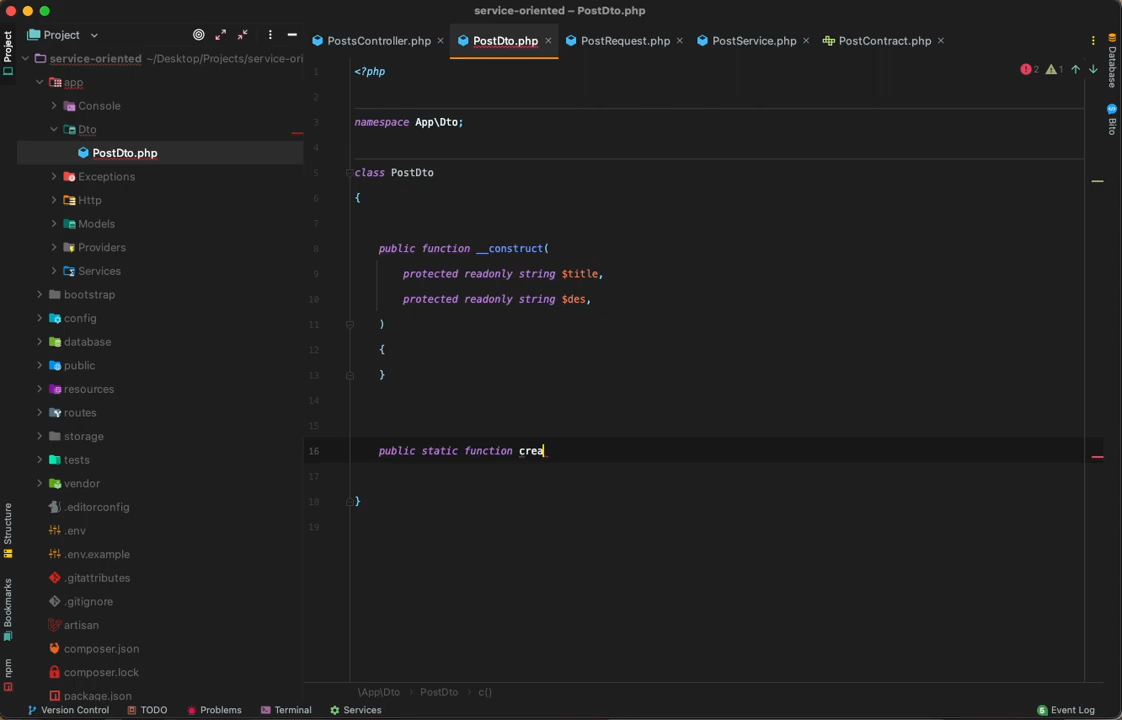 service-oriented – PostDto.php
Project
PostsController.php
PostDto.php
PostRequest.php
PostService.php
PostContract.php
Project
service-oriented ~/Desktop/Projects/service-ori
app
Console
Dto
PostDto.php
Exceptions
Http
Models
Providers
Services
bootstrap
config
database
public
resources
routes
storage
tests
vendor
.editorconfig
.env
.env.example
.gitattributes
.gitignore
artisan
composer.json
composer.lock
package.json
Structure
Bookmarks
npm
1 <?php
2
3 namespace App\Dto;
4
5 class PostDto
6 {
7
8 public function __construct(
9 protected readonly string $title,
10 protected readonly string $des,
11 )
12 {
13 }
14
15
16 public static function crea
17
18 }
19
2 1
Database
Bito
\App\Dto › PostDto › c()
Version Control TODO Problems Terminal Services 5 Event Log